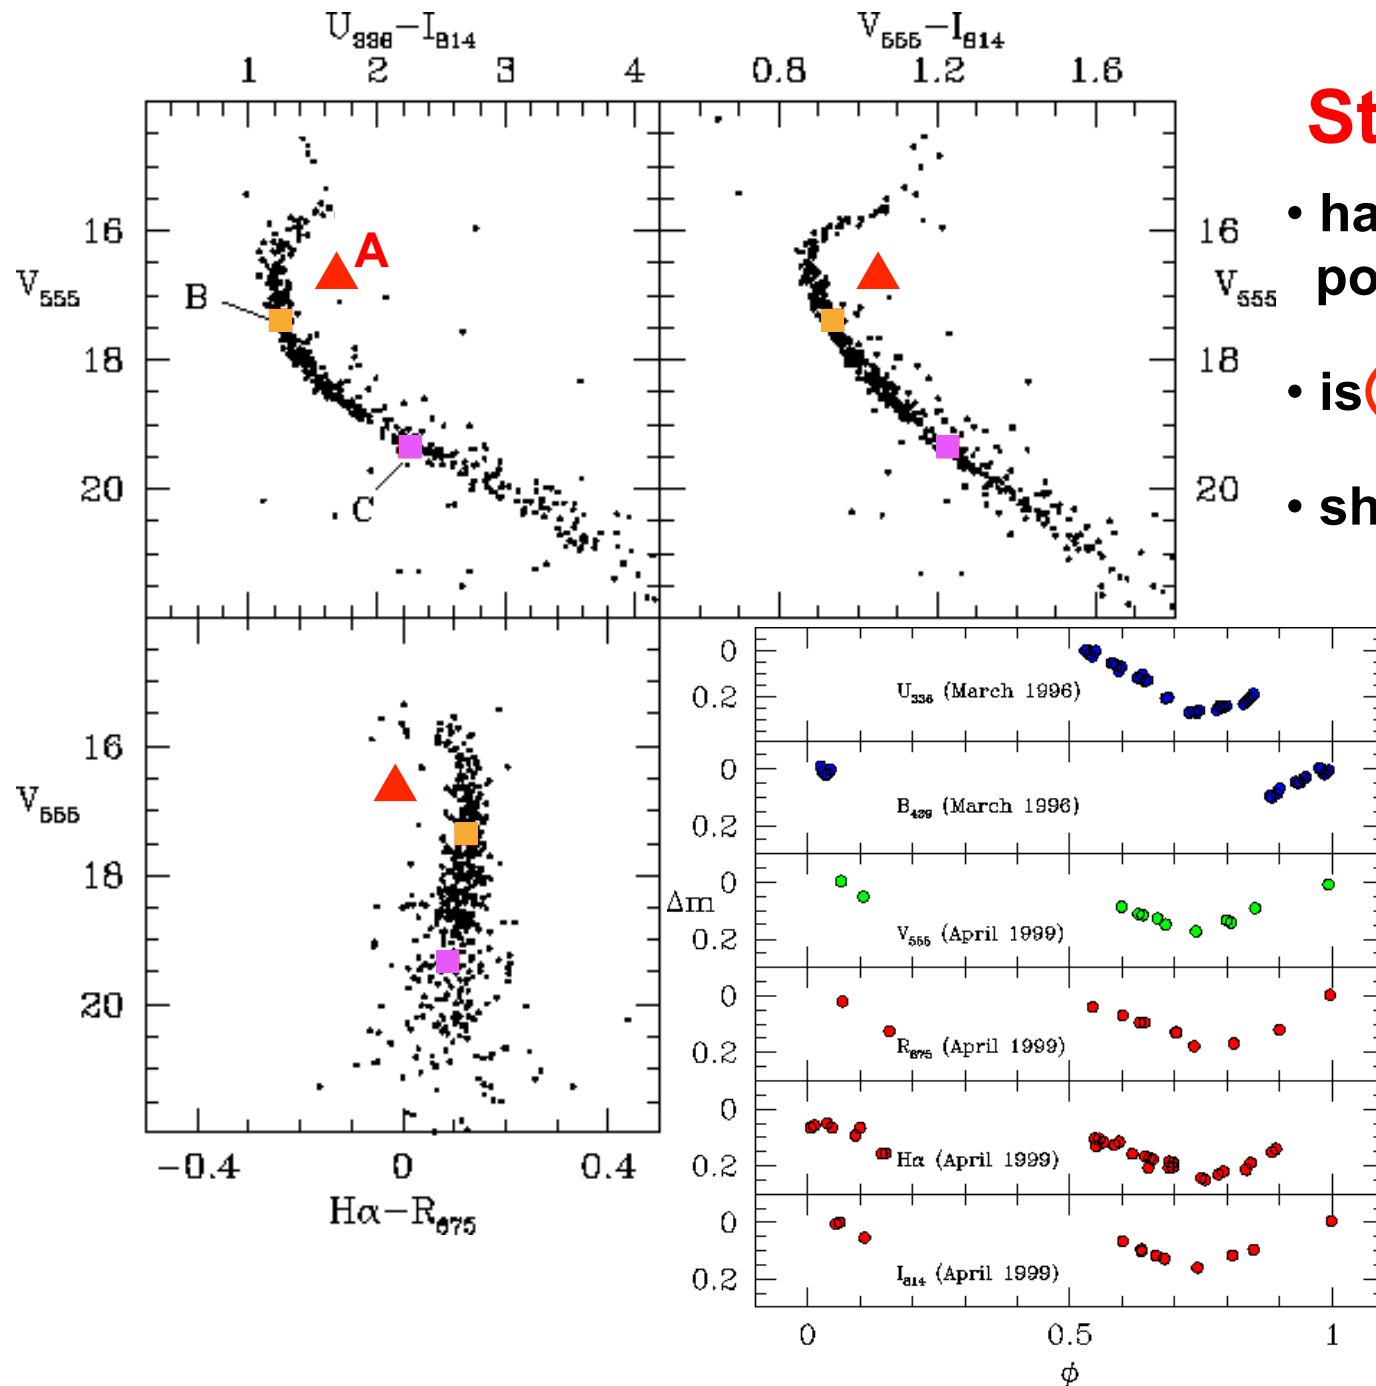 U₃₃₆−I₈₁₄
V₅₅₅−I₈₁₄
1 2 3 4
0.8 1.2 1.6
St
• ha
po
• is
• sh
16
18
20
V₅₅₅
A
B
C
16
18
20
V₅₅₅
16
18
20
V₅₅₅
−0.4 0 0.4
Hα−R₆₇₅
Δm
0
0.2
U₃₃₆ (March 1996)
0
0.2
B₄₃₉ (March 1996)
0
0.2
V₅₅₅ (April 1999)
0
0.2
R₆₇₅ (April 1999)
0
0.2
Hα (April 1999)
0
0.2
I₈₁₄ (April 1999)
0 0.5 1
ϕ